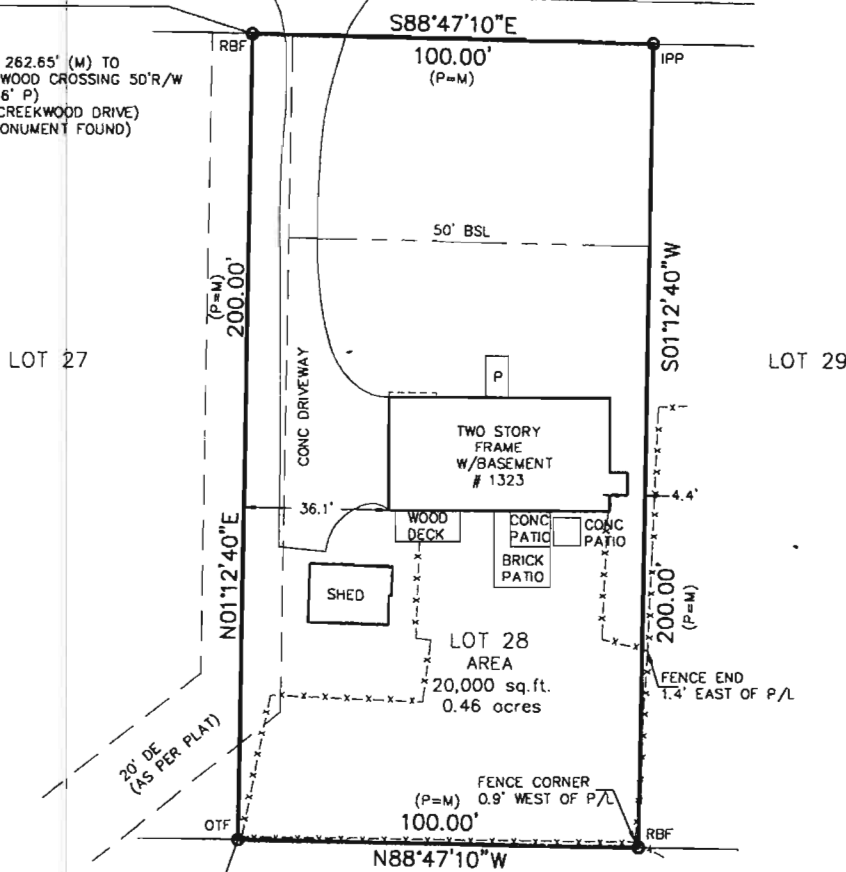 S88°47'10"E
RBF
100.00'
(P=M)
IPP
262.65' (M) TO
WOOD CROSSING 50'R/W
6' P)
CREEKWOOD DRIVE)
ONUMENT FOUND)
50' BSL
(P=M)
200.00'
S01°12'40"W
LOT 27
LOT 29
CONC DRIVEWAY
P
TWO STORY
FRAME
W/BASEMENT
# 1323
36.1'
4.4'
WOOD
DECK
CONC
PATIO
CONC
PATIO
BRICK
PATIO
N01°12'40"E
SHED
200.00'
(P=M)
LOT 28
AREA
20,000 sq.ft.
0.46 acres
FENCE END
1.4' EAST OF P/L
20' DE
(AS PER PLAT)
FENCE CORNER
0.9' WEST OF P/L
(P=M)
100.00'
OTF
RBF
N88°47'10"W